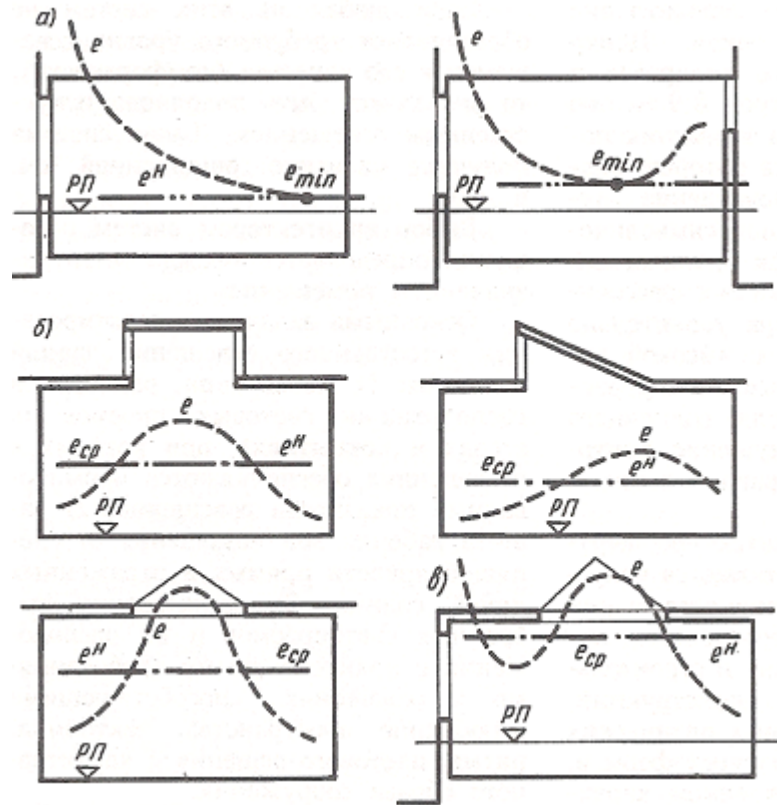 а)
е
РП
eн
emin
е
РП
emin
б)
eср
е
eн
РП
eср
е
eн
РП
eн
е
eср
РП
в)
е
eср
eн
РП